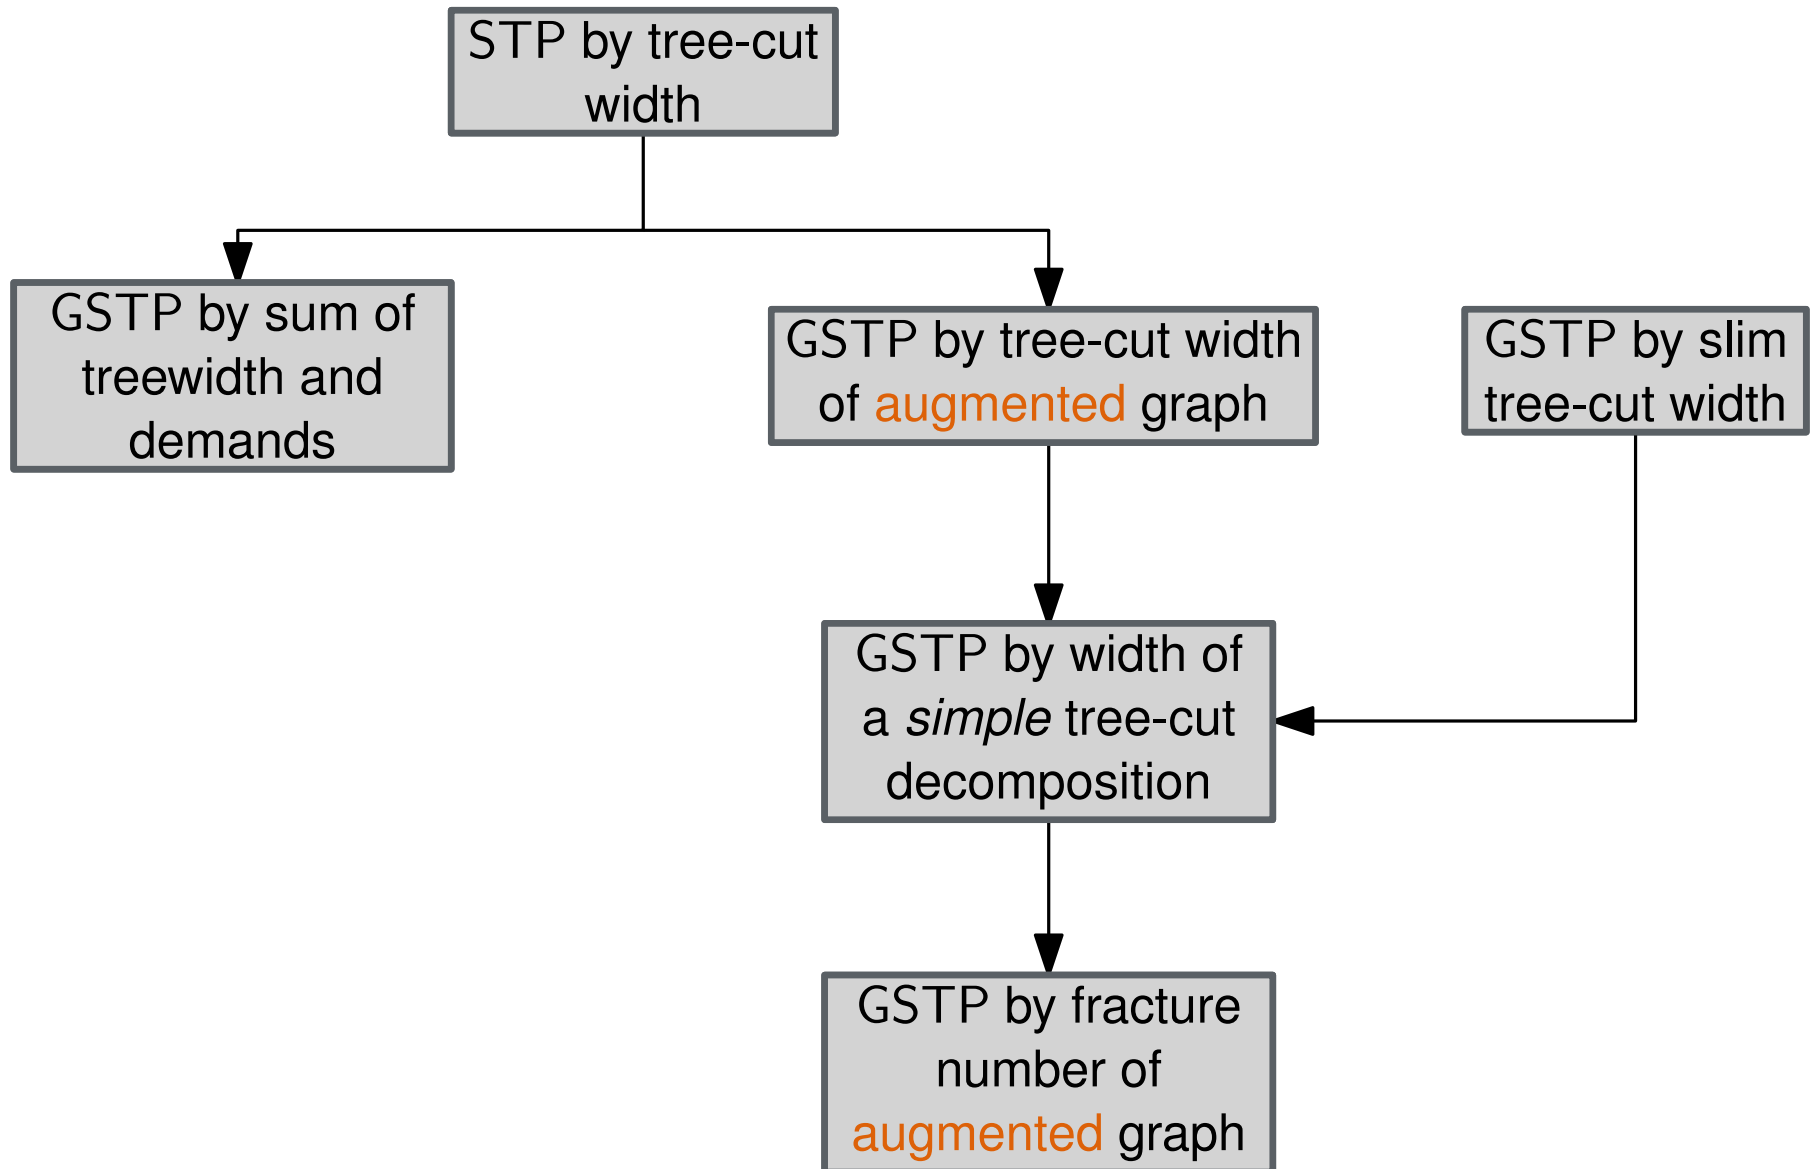 STP by tree-cut
width
GSTP by sum of
treewidth and
demands
GSTP by tree-cut width
of augmented graph
GSTP by slim
tree-cut width
GSTP by width of
a simple tree-cut
decomposition
GSTP by fracture
number of
augmented graph